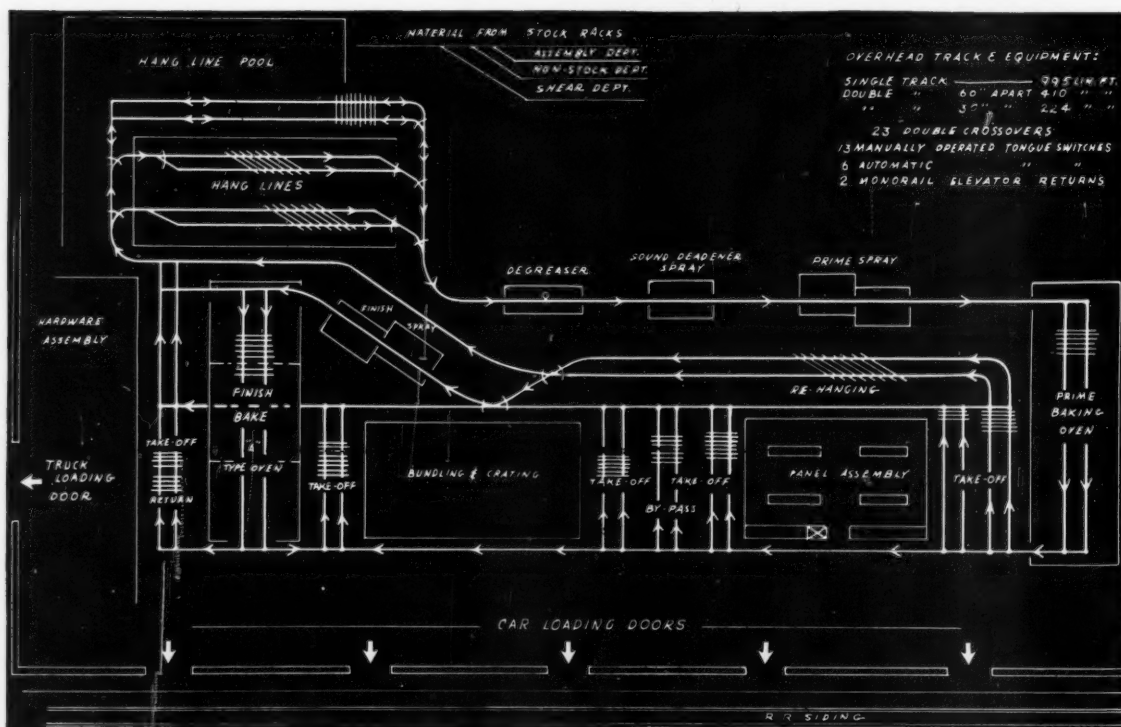 MATERIAL FROM STOCK RACKS
ASSEMBLY DEPT.
NON-STOCK DEPT.
SHEAR DEPT.
HANG LINE POOL
OVERHEAD TRACK & EQUIPMENT:
SINGLE TRACK 995 LIN. FT.
DOUBLE " 60" APART 410 " "
" " 30" " 224 " "
23 DOUBLE CROSSOVERS
13 MANUALLY OPERATED TONGUE SWITCHES
6 AUTOMATIC " "
2 MONORAIL ELEVATOR RETURNS
HANG LINES
DEGREASER
SOUND DEADENER
SPRAY
PRIME SPRAY
HARDWARE
ASSEMBLY
FINISH
SPRAY
RE-HANGING
FINISH
BAKE
"A"
TYPE OVEN
PRIME
BAKING
OVEN
TAKE-OFF
RETURN
TRUCK
LOADING
DOOR
TAKE-OFF
BUNDLING & CRATING
TAKE-OFF
BY-PASS
TAKE-OFF
PANEL ASSEMBLY
TAKE-OFF
CAR LOADING DOORS
R R SIDING